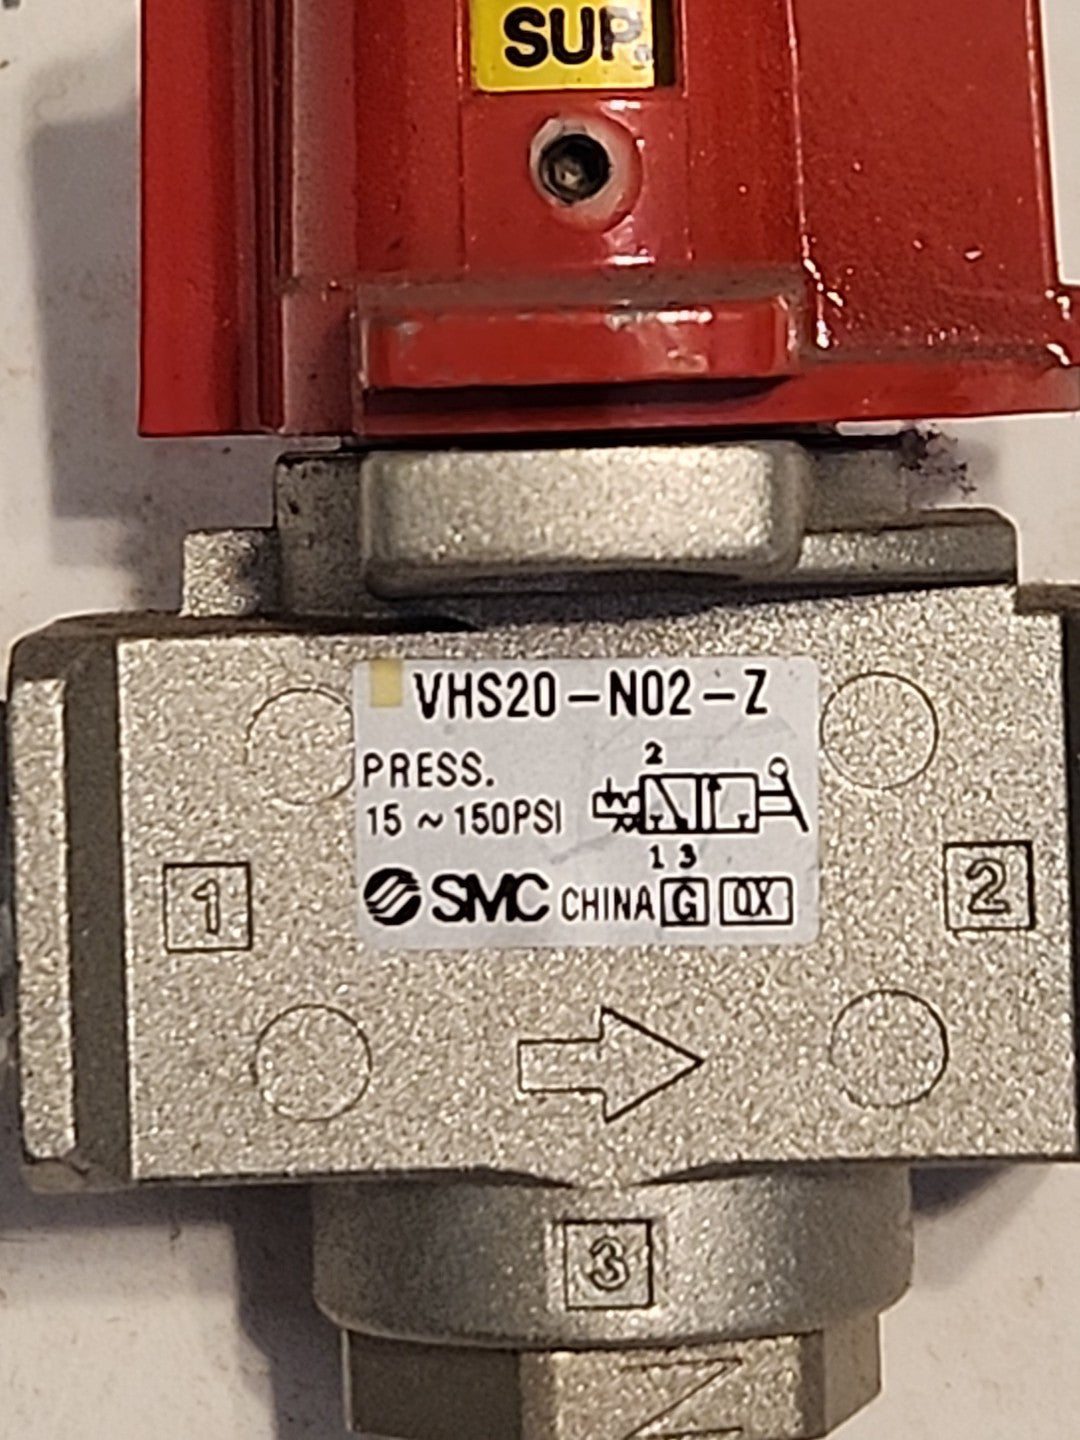 SUP.
VHS20-N02-Z
PRESS.
15~150PSI
2
1 3
SMC CHINA G QX
1
2
3
N